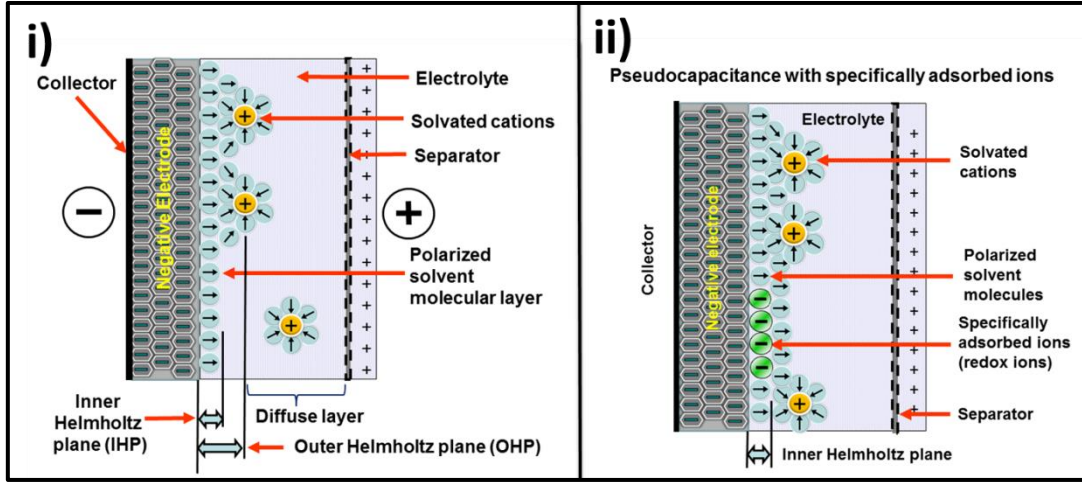 i)
Collector
Electrolyte
Solvated cations
Separator
Negative Electrode
−
+
Polarized
solvent
molecular layer
Inner
Helmholtz
plane (IHP)
Diffuse layer
Outer Helmholtz plane (OHP)
ii)
Pseudocapacitance with specifically adsorbed ions
Electrolyte
Solvated
cations
Collector
Negative electrode
Polarized
solvent
molecules
Specifically
adsorbed ions
(redox ions)
Separator
Inner Helmholtz plane